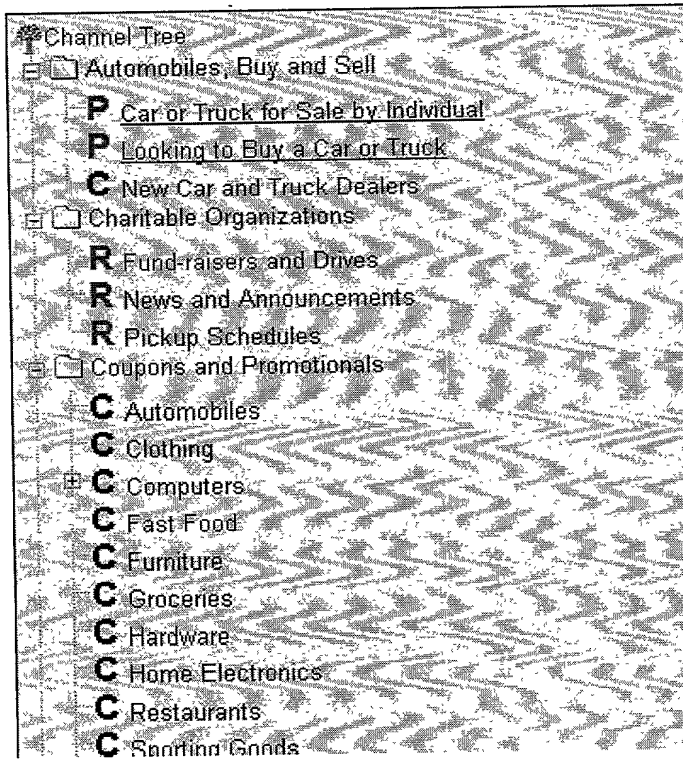 Channel Tree
Automobiles, Buy and Sell
P Car or Truck for Sale by Individual
P Looking to Buy a Car or Truck
C New Car and Truck Dealers
Charitable Organizations
R Fund-raisers and Drives
R News and Announcements
R Pickup Schedules
Coupons and Promotionals
C Automobiles
C Clothing
C Computers
C Fast Food
C Furniture
C Groceries
C Hardware
C Home Electronics
C Restaurants
C Sporting Goods